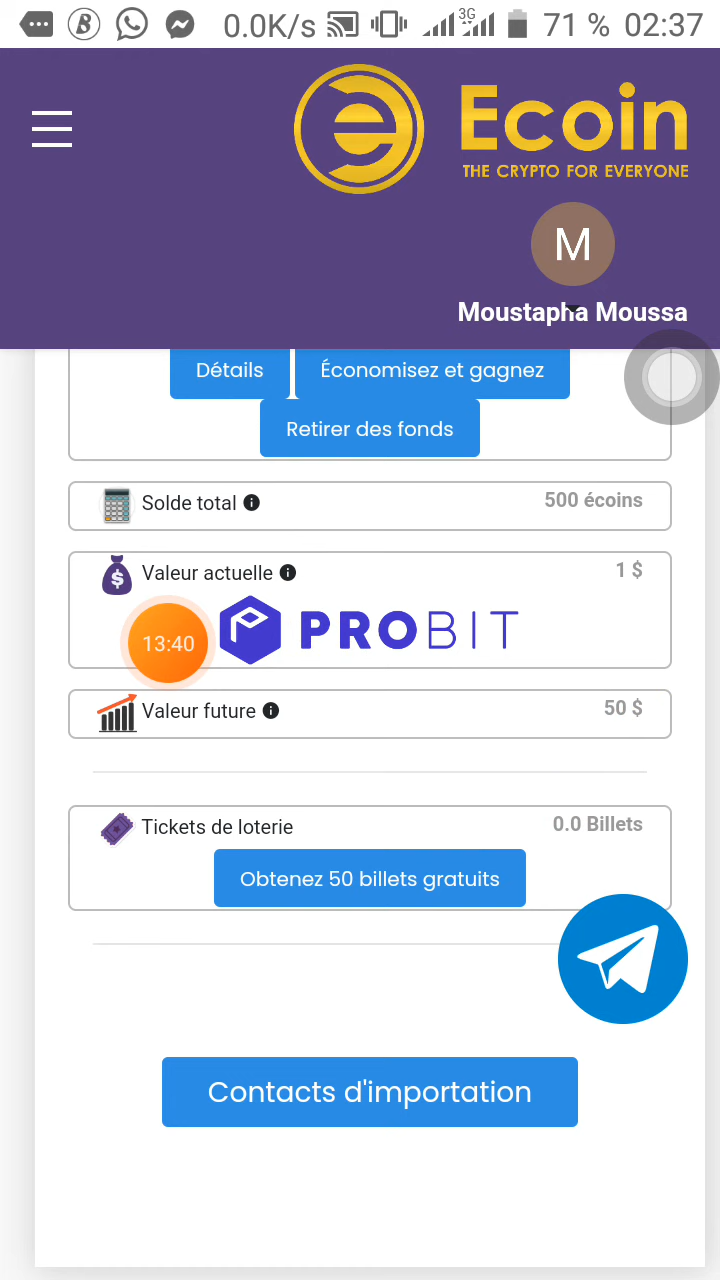 0.0K/s 3G 71 % 02:37
Ecoin
THE CRYPTO FOR EVERYONE
M
Moustapha Moussa
Détails
Économisez et gagnez
Retirer des fonds
Solde total
500 écoins
Valeur actuelle
1 $
13:40
PROBIT
Valeur future
50 $
Tickets de loterie
0.0 Billets
Obtenez 50 billets gratuits
Contacts d'importation